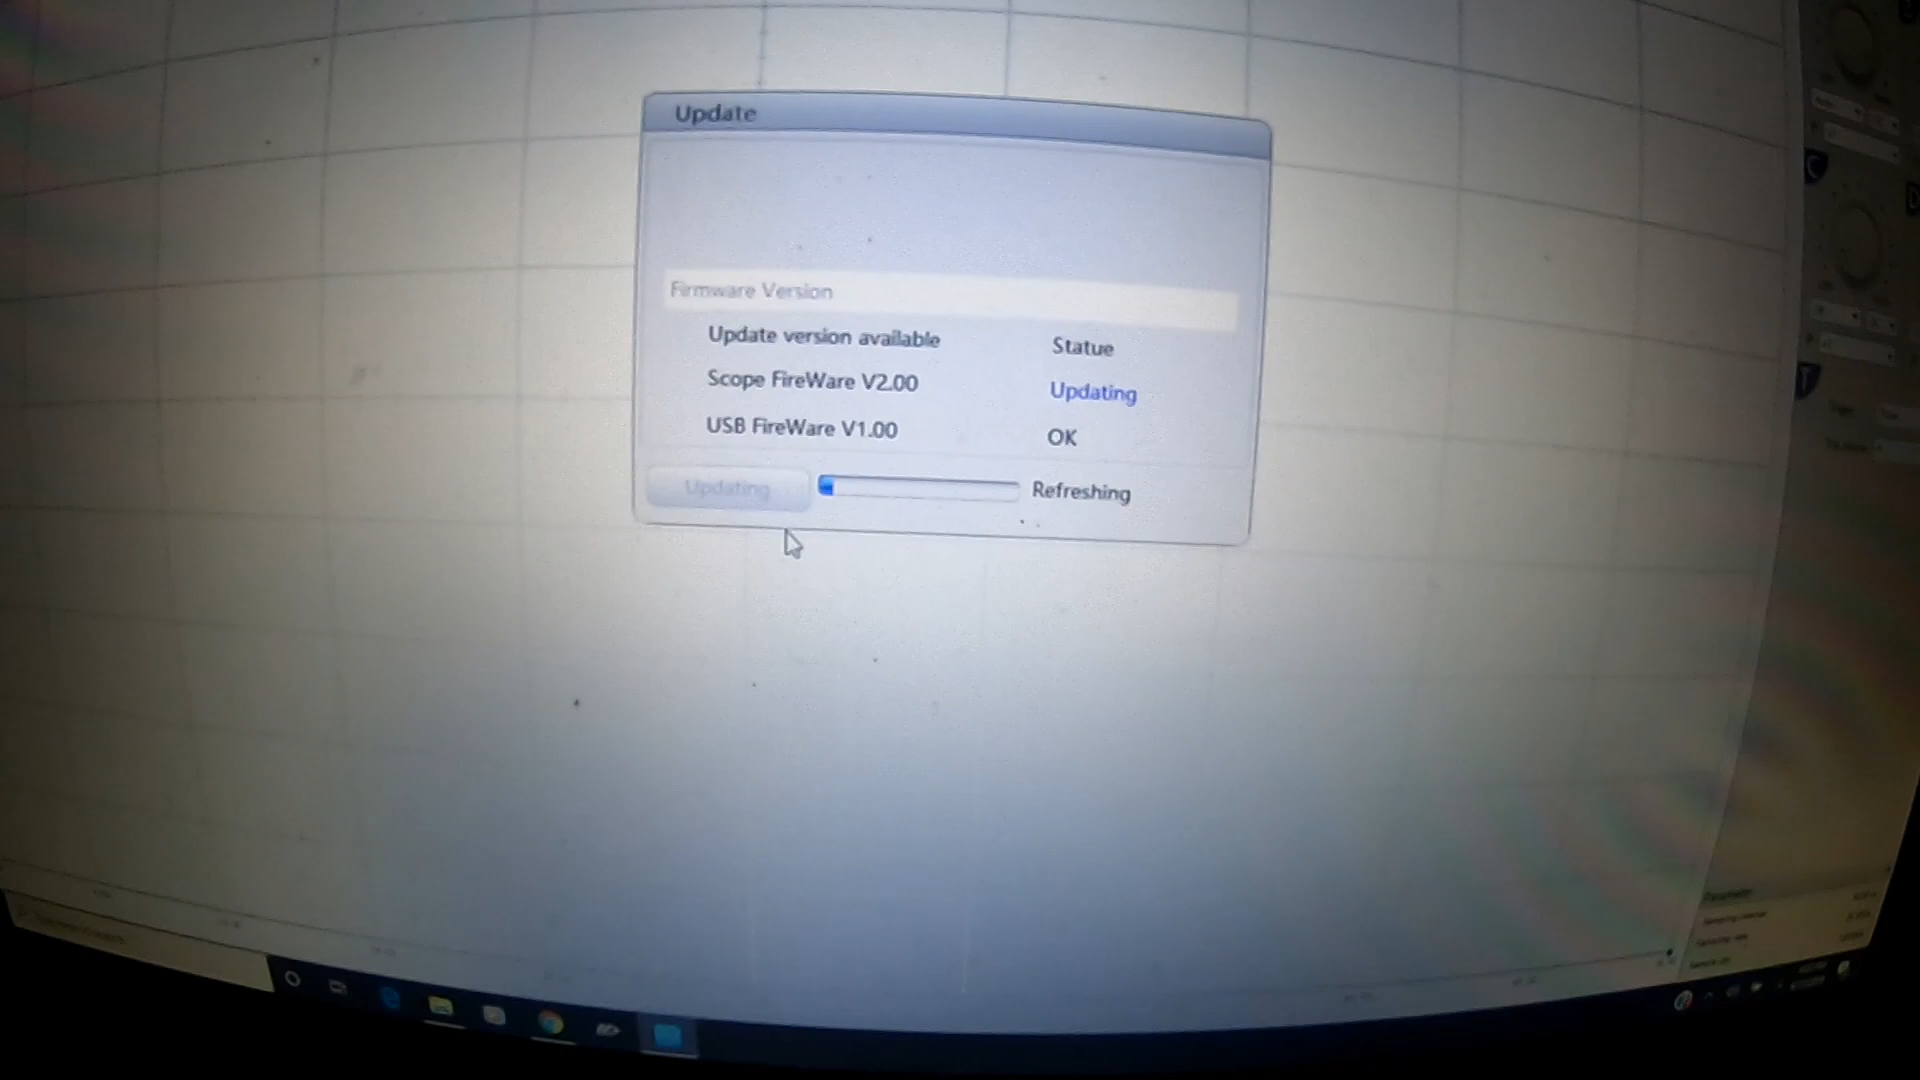 Update
Firmware Version
Update version available Statue
Scope FireWare V2.00 Updating
USB FireWare V1.00 OK
Updating Refreshing